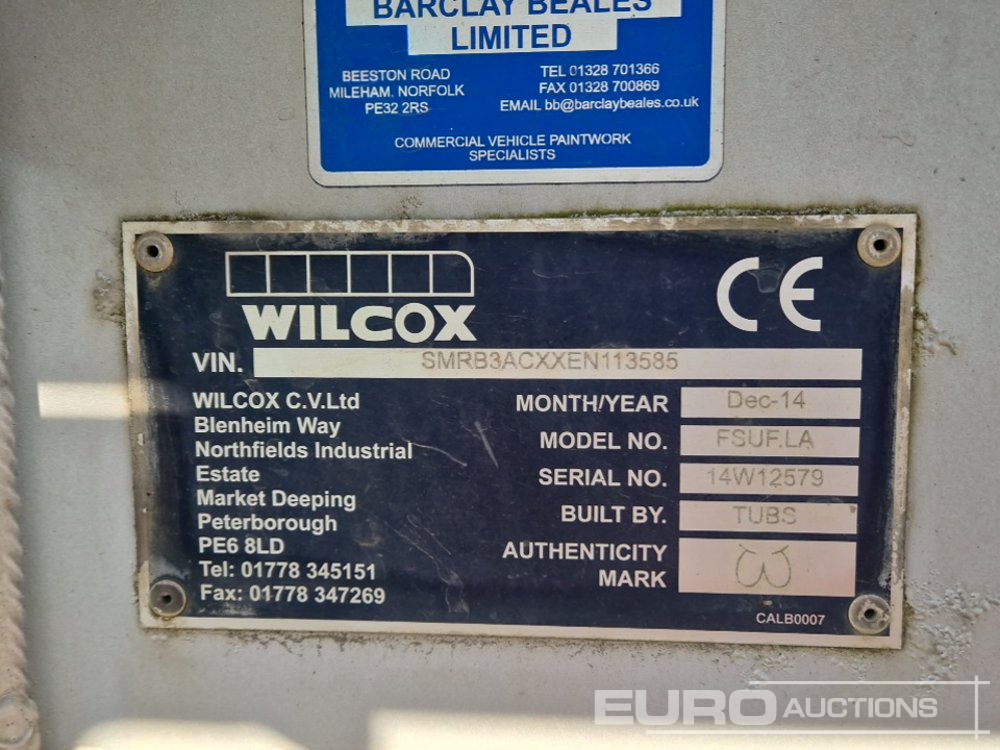 BARCLAY BEALES
LIMITED
BEESTON ROAD
MILEHAM. NORFOLK
PE32 2RS
TEL 01328 701366
FAX 01328 700869
EMAIL bb@barclaybeales.co.uk
COMMERCIAL VEHICLE PAINTWORK
SPECIALISTS
WILCOX
CE
VIN. SMRB3ACXXEN113585
WILCOX C.V.Ltd
Blenheim Way
Northfields Industrial
Estate
Market Deeping
Peterborough
PE6 8LD
Tel: 01778 345151
Fax: 01778 347269
MONTH/YEAR Dec-14
MODEL NO. FSUF.LA
SERIAL NO. 14W12579
BUILT BY. TUBS
AUTHENTICITY
MARK
CALB0007
EURO AUCTIONS